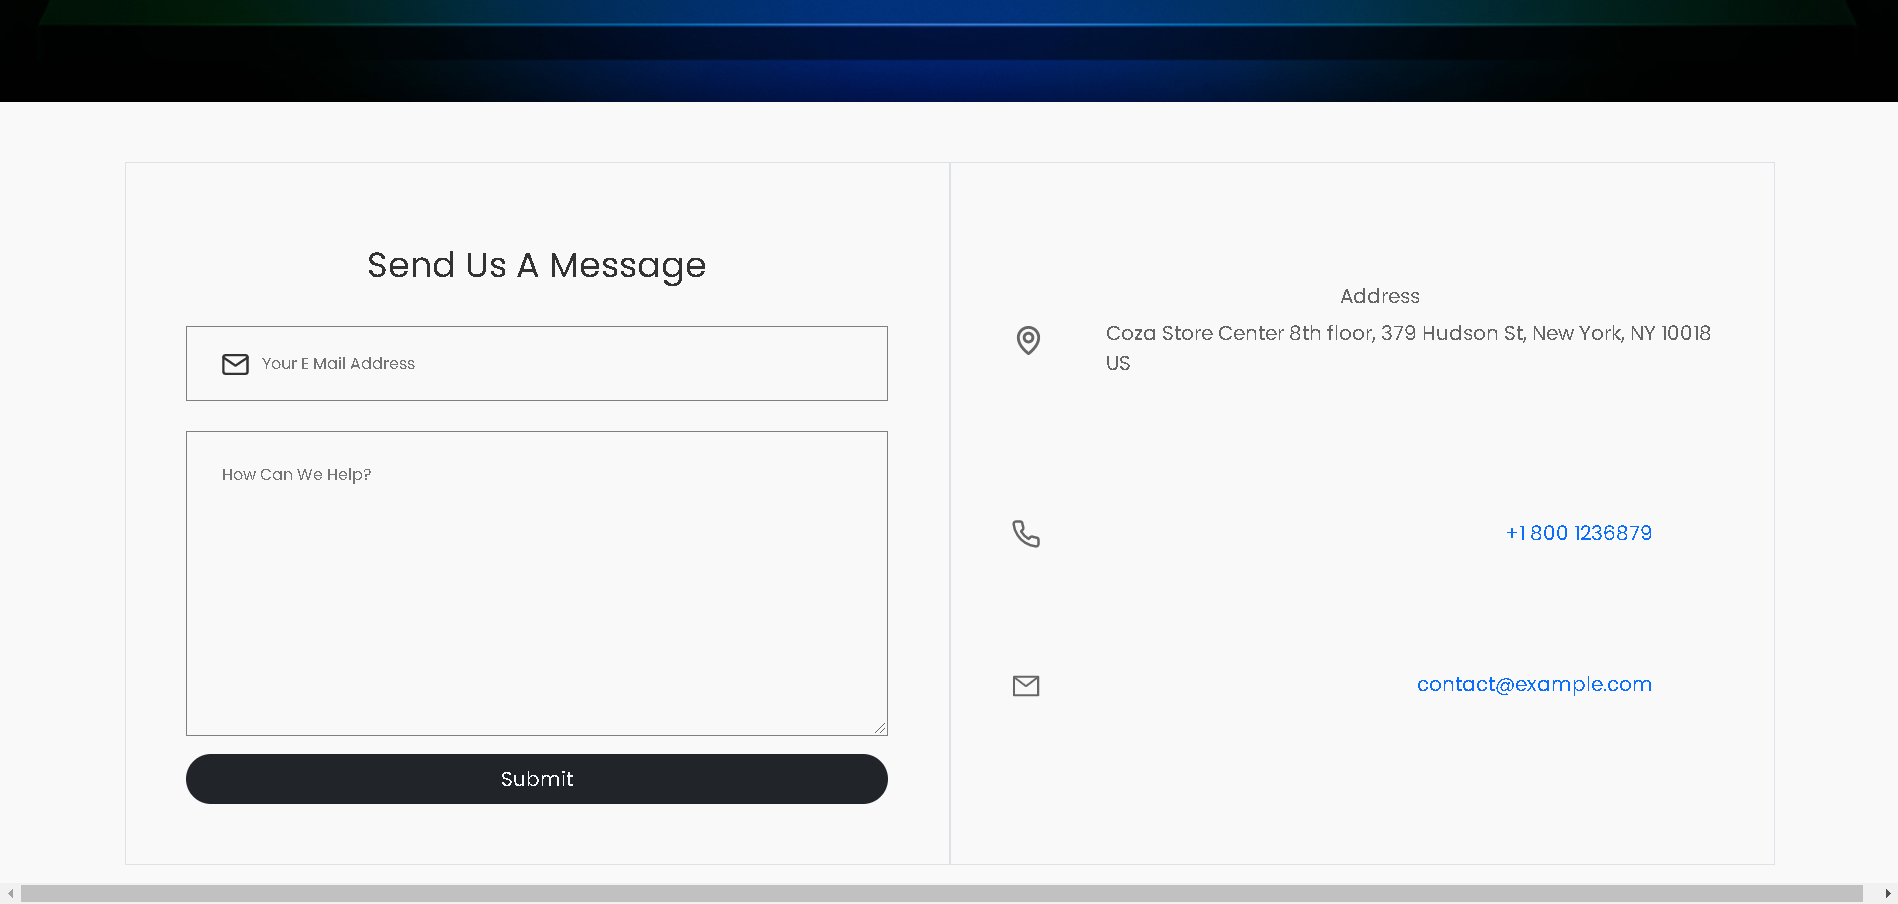 Send Us A Message
Your E Mail Address
How Can We Help?
Submit
Address
Coza Store Center 8th floor, 379 Hudson St, New York, NY 10018
US
+1 800 1236879
contact@example.com